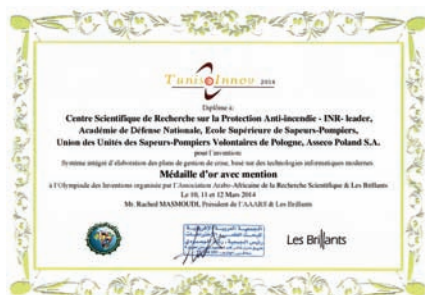 TunisInnov 2014
Diplôme à:
Centre Scientifique de Recherche sur la Protection Anti-incendie - INR- leader,
Académie de Défense Nationale, Ecole Supérieure de Sapeurs-Pompiers,
Union des Unités des Sapeurs-Pompiers Volontaires de Pologne, Asseco Poland S.A.
pour l'invention:
Systeme intégré d'élaboration des plans de gestion de crise, base sur des technologies informatiques modernes.
Médaille d'or avec mention
à l'Olympiade des Inventions organisée par l'Association Arabo-Africaine de la Recherche Scientifique & Les Brillants
Le 10, 11 et 12 Mars 2014
Mr. Rached MASMOUDI, Président de l'AAARS & Les Brillants
Les Brillants